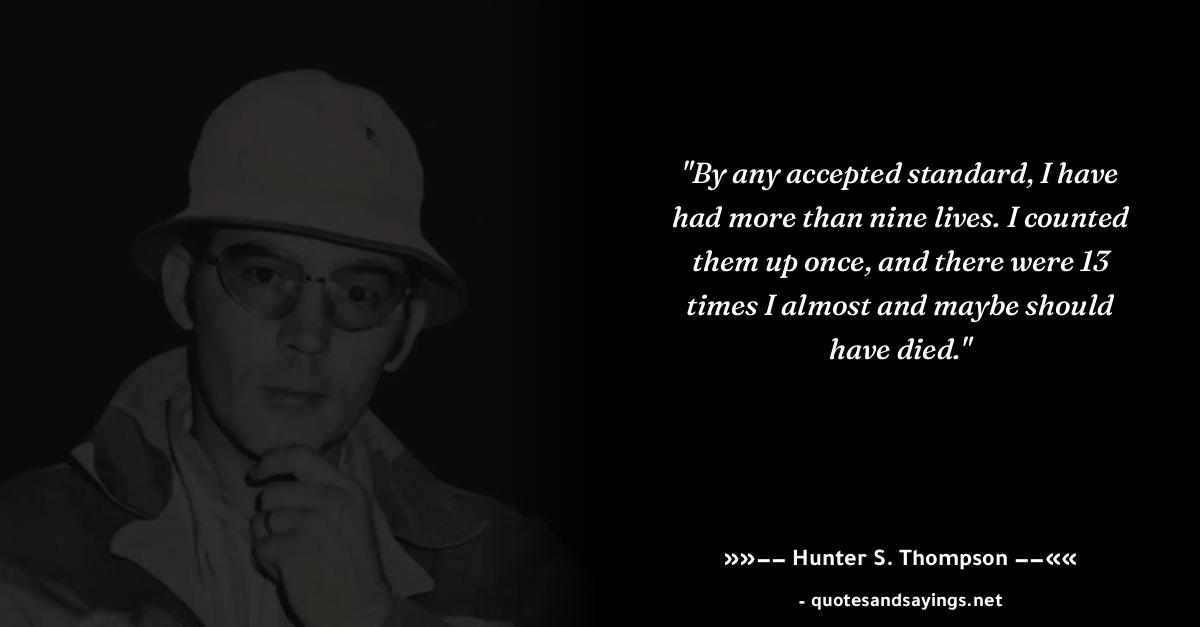 "By any accepted standard, I have
had more than nine lives. I counted
them up once, and there were 13
times I almost and maybe should
have died."
»»−− Hunter S. Thompson −−««
- quotesandsayings.net